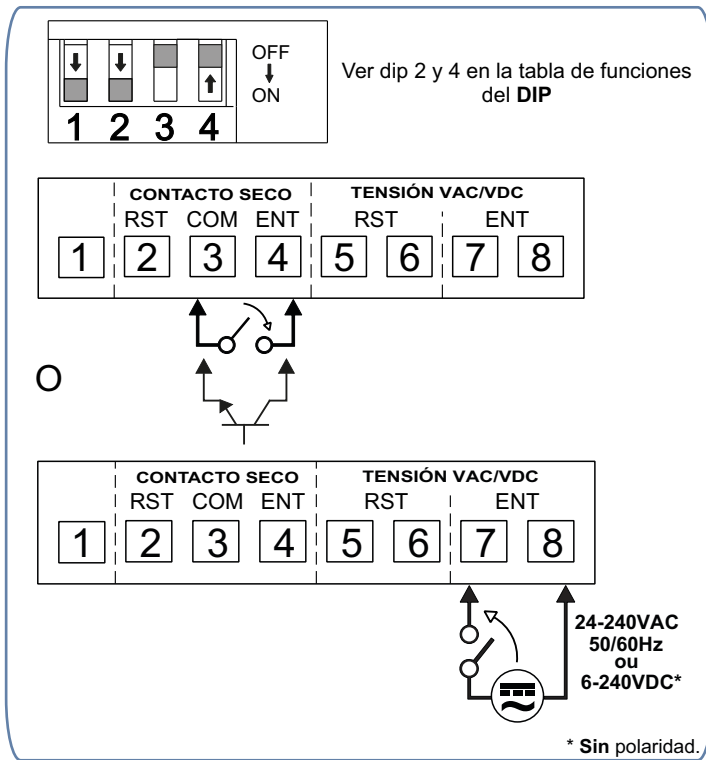 OFF
ON
1 2 3 4
Ver dip 2 y 4 en la tabla de funciones
del DIP
CONTACTO SECO TENSIÓN VAC/VDC
RST COM ENT RST ENT
1 2 3 4 5 6 7 8
O
CONTACTO SECO TENSIÓN VAC/VDC
RST COM ENT RST ENT
1 2 3 4 5 6 7 8
24-240VAC
50/60Hz
ou
6-240VDC*
* Sin polaridad.